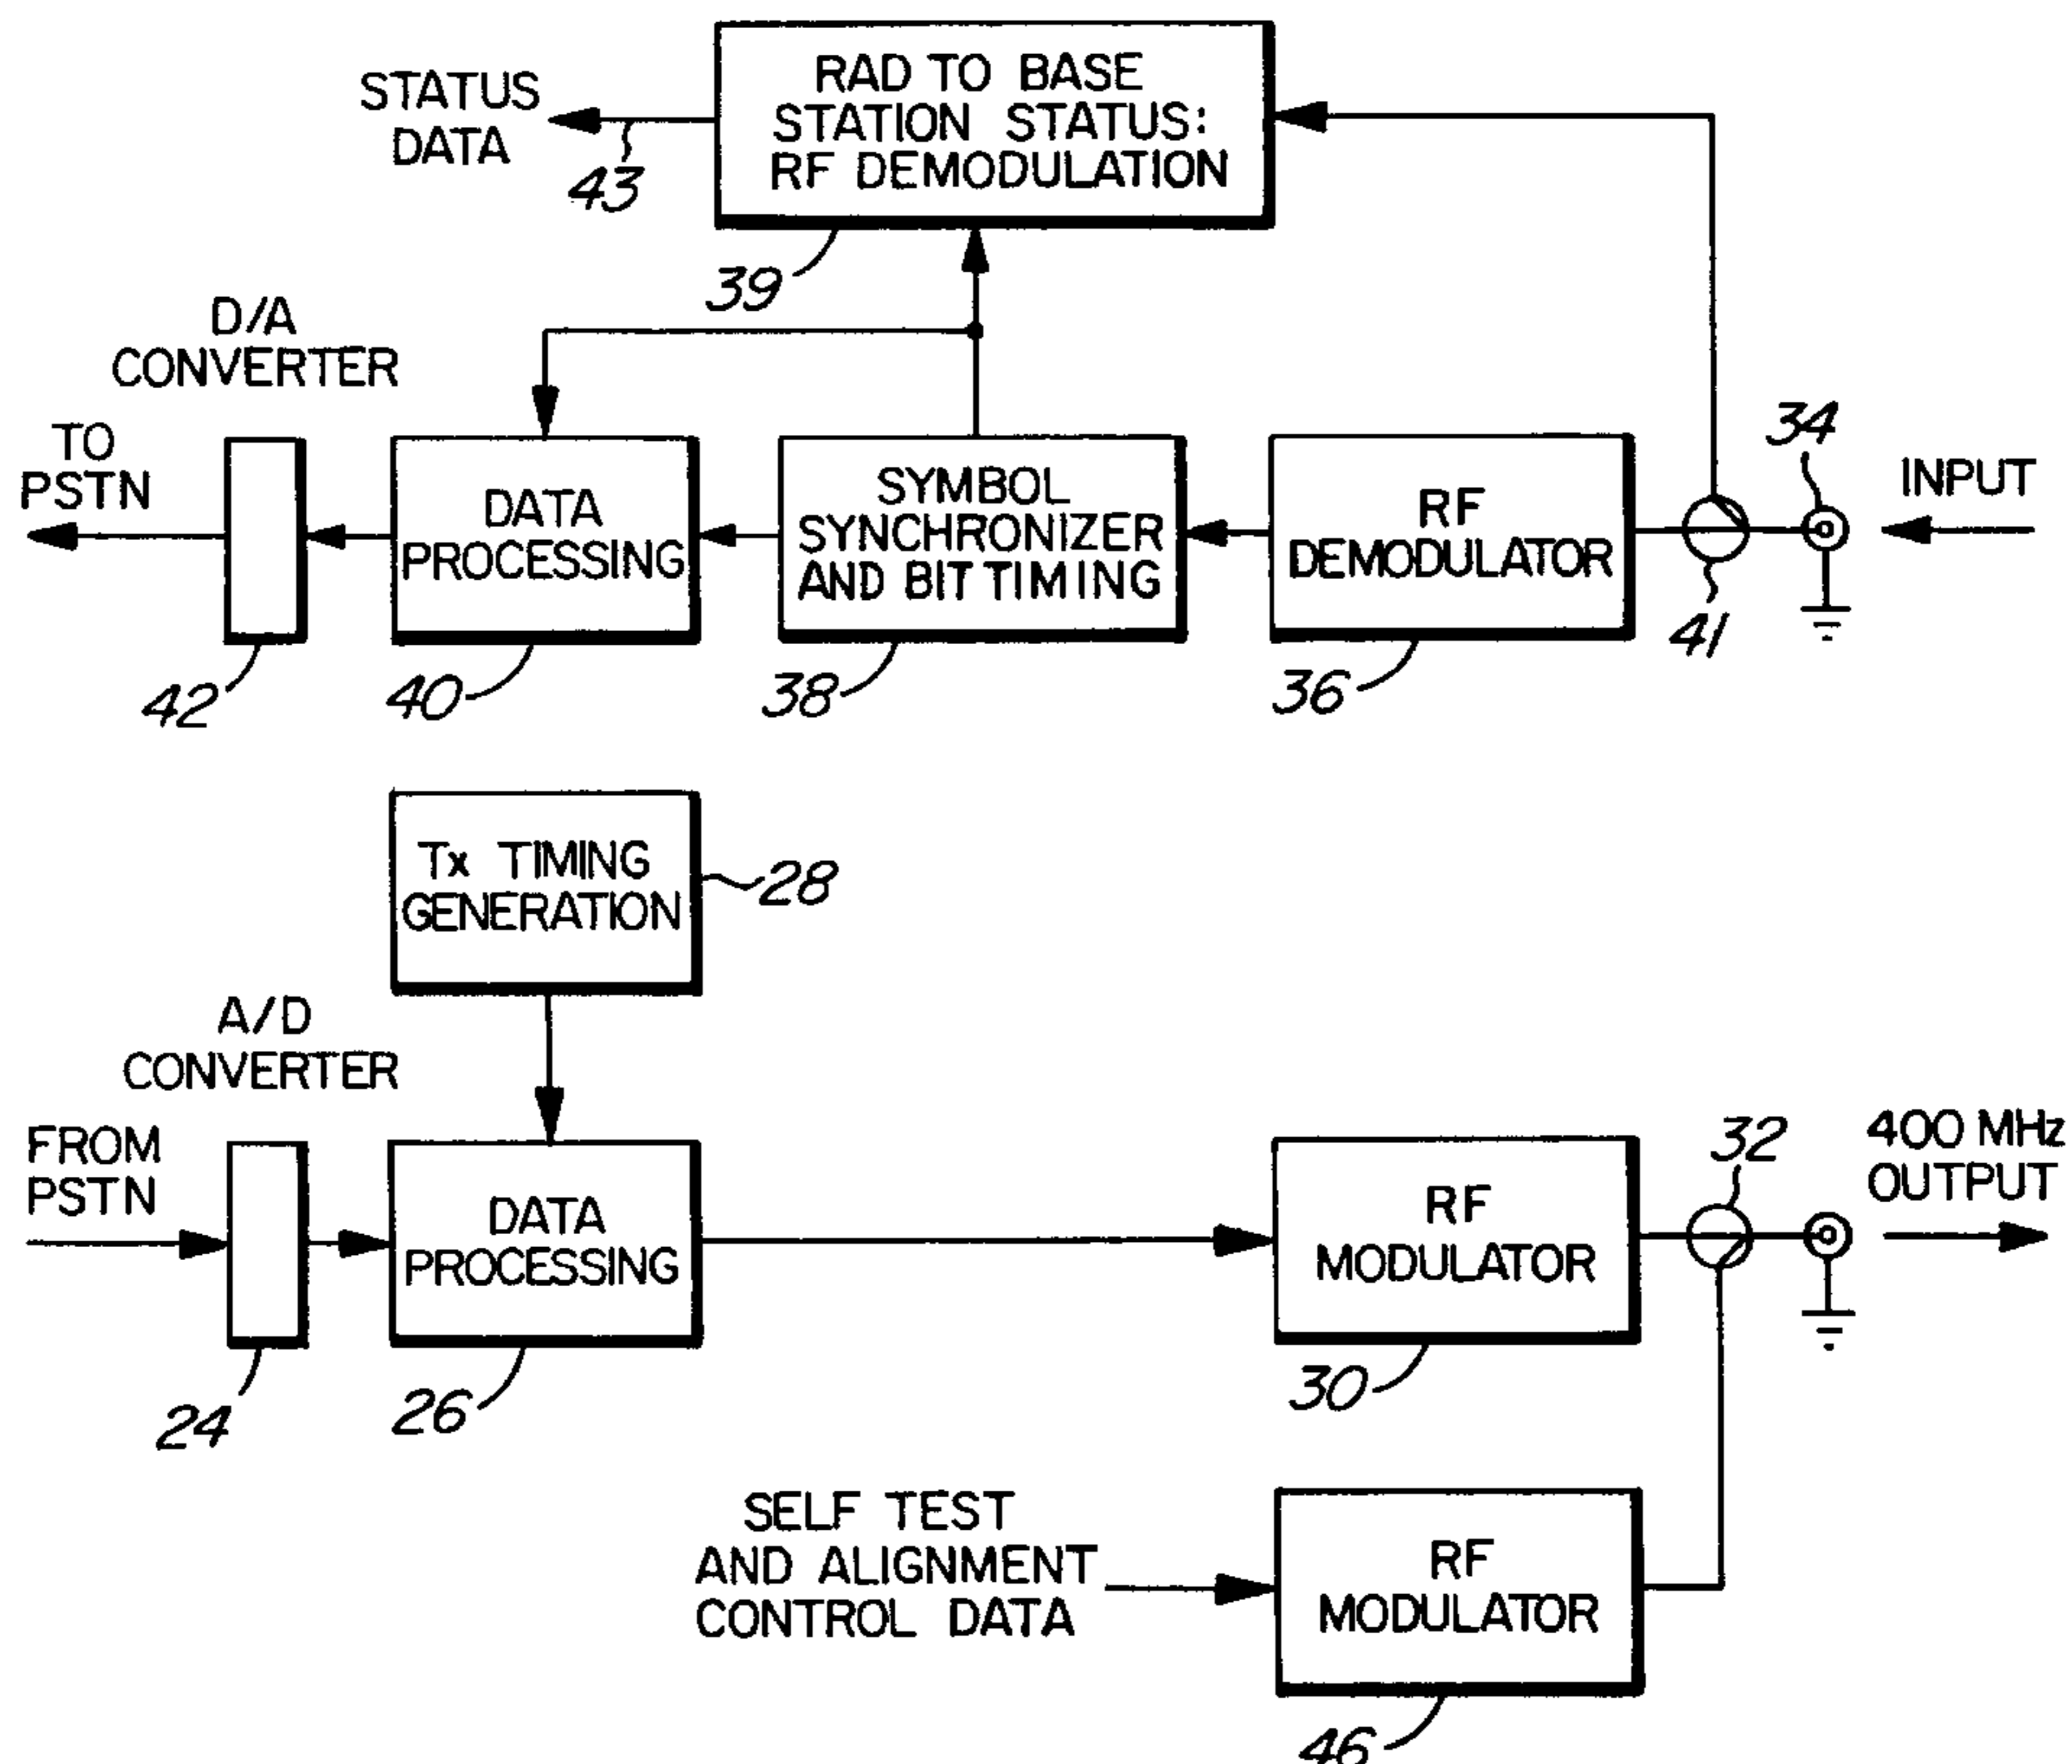 RAD TO BASE
STATION STATUS:
RF DEMODULATION
STATUS
DATA
43
39
D/A
CONVERTER
TO
PSTN
42
DATA
PROCESSING
40
SYMBOL
SYNCHRONIZER
AND BIT TIMING
38
RF
DEMODULATOR
36
41
34
INPUT
Tx TIMING
GENERATION
28
A/D
CONVERTER
FROM
PSTN
24
DATA
PROCESSING
26
RF
MODULATOR
30
32
400 MHz
OUTPUT
SELF TEST
AND ALIGNMENT
CONTROL DATA
RF
MODULATOR
46